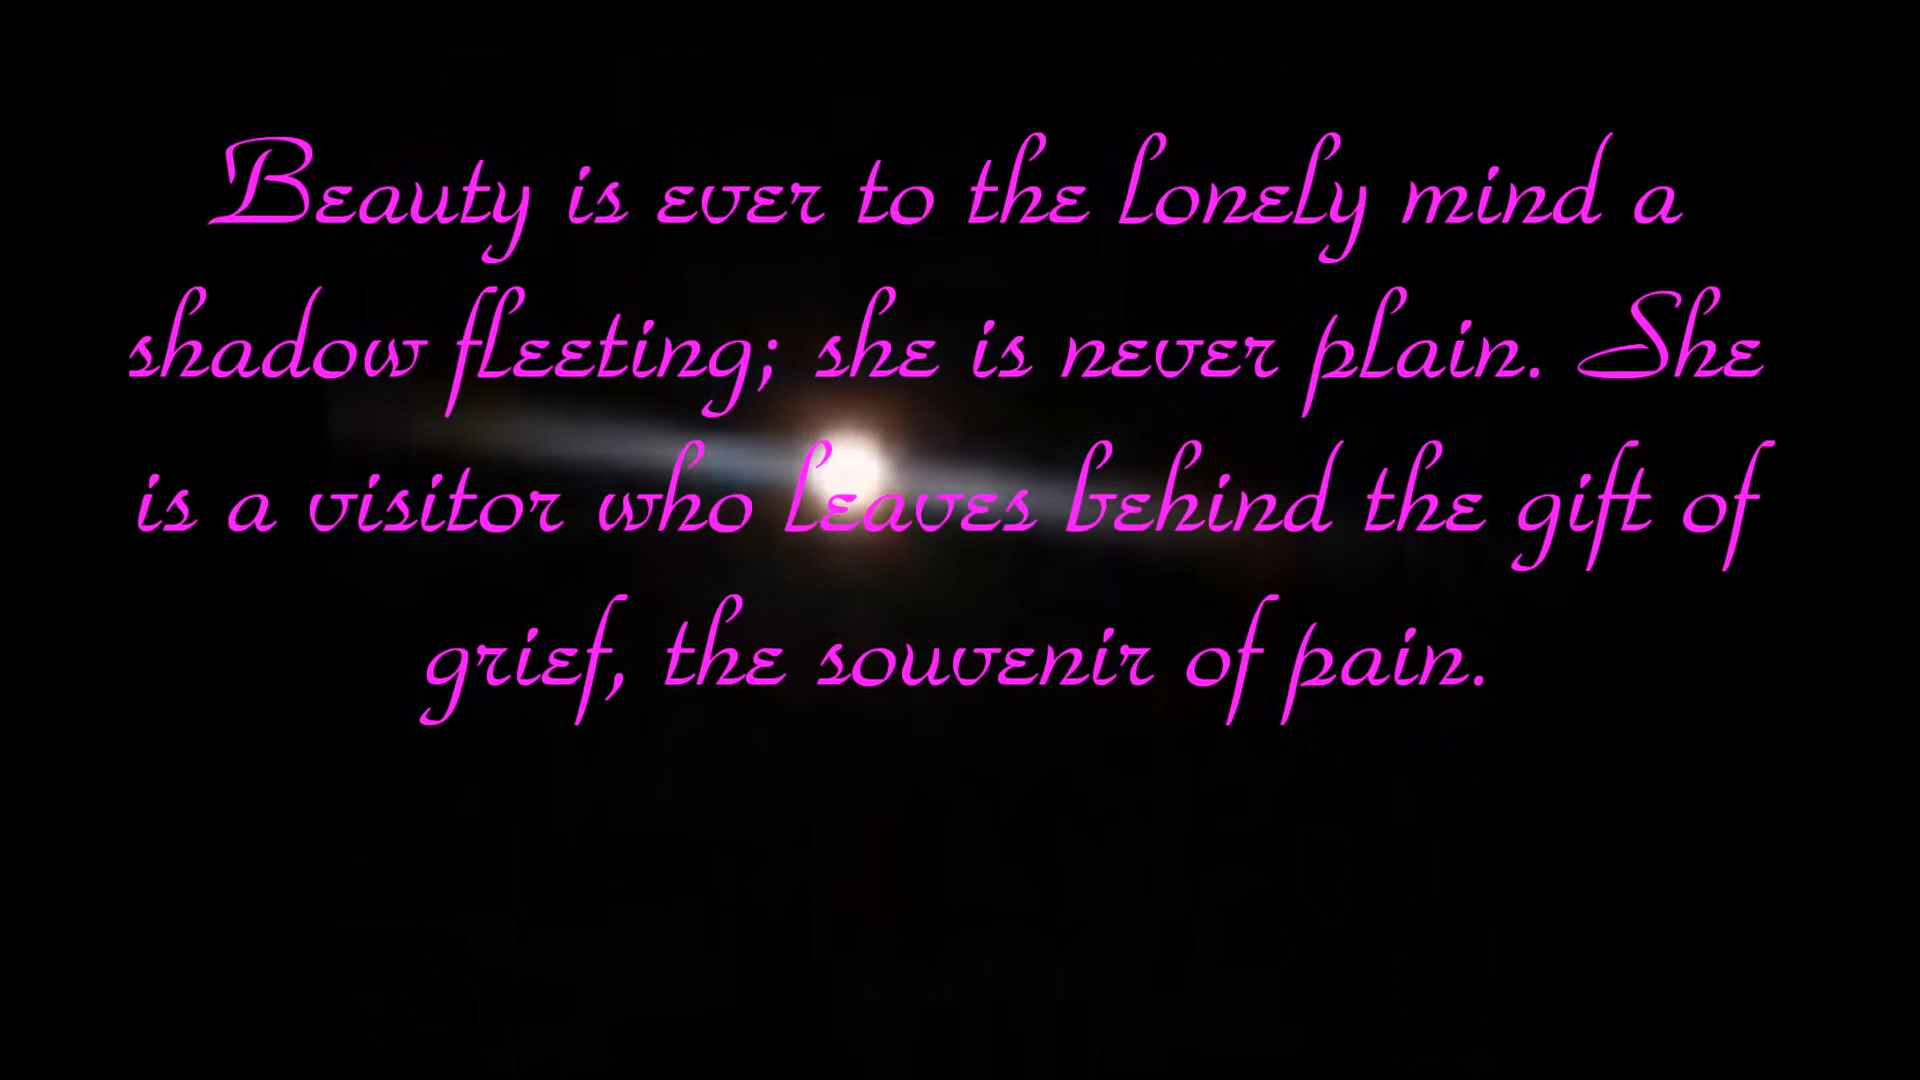 Beauty is ever to the lonely mind a
shadow fleeting; she is never plain. She
is a visitor who leaves behind the gift of
grief, the souvenir of pain.